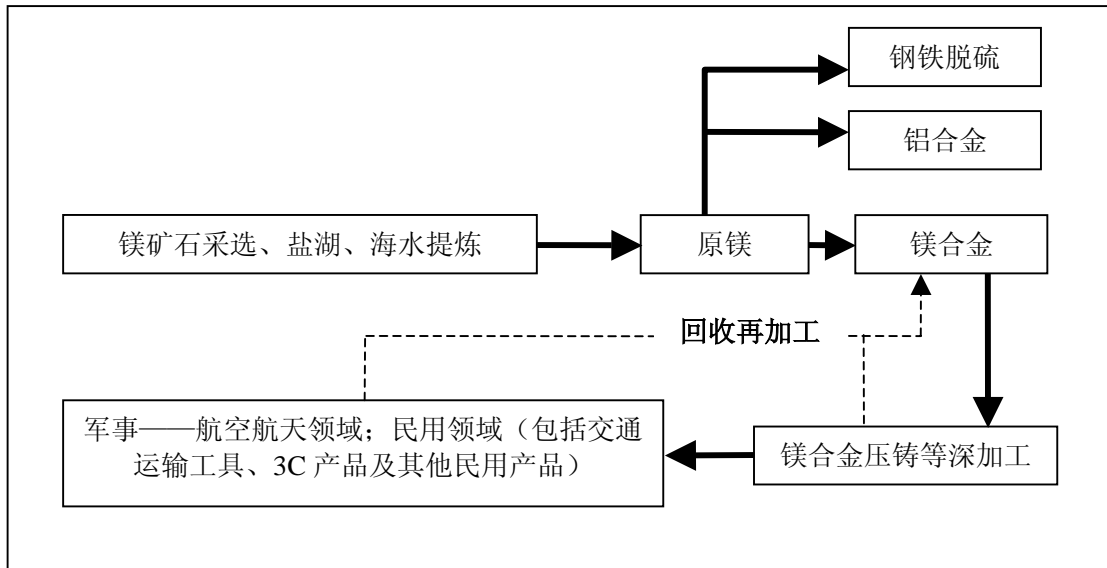 钢铁脱硫
铝合金
镁矿石采选、盐湖、海水提炼
原镁
镁合金
回收再加工
军事——航空航天领域；民用领域（包括交通
运输工具、3C 产品及其他民用产品）
镁合金压铸等深加工